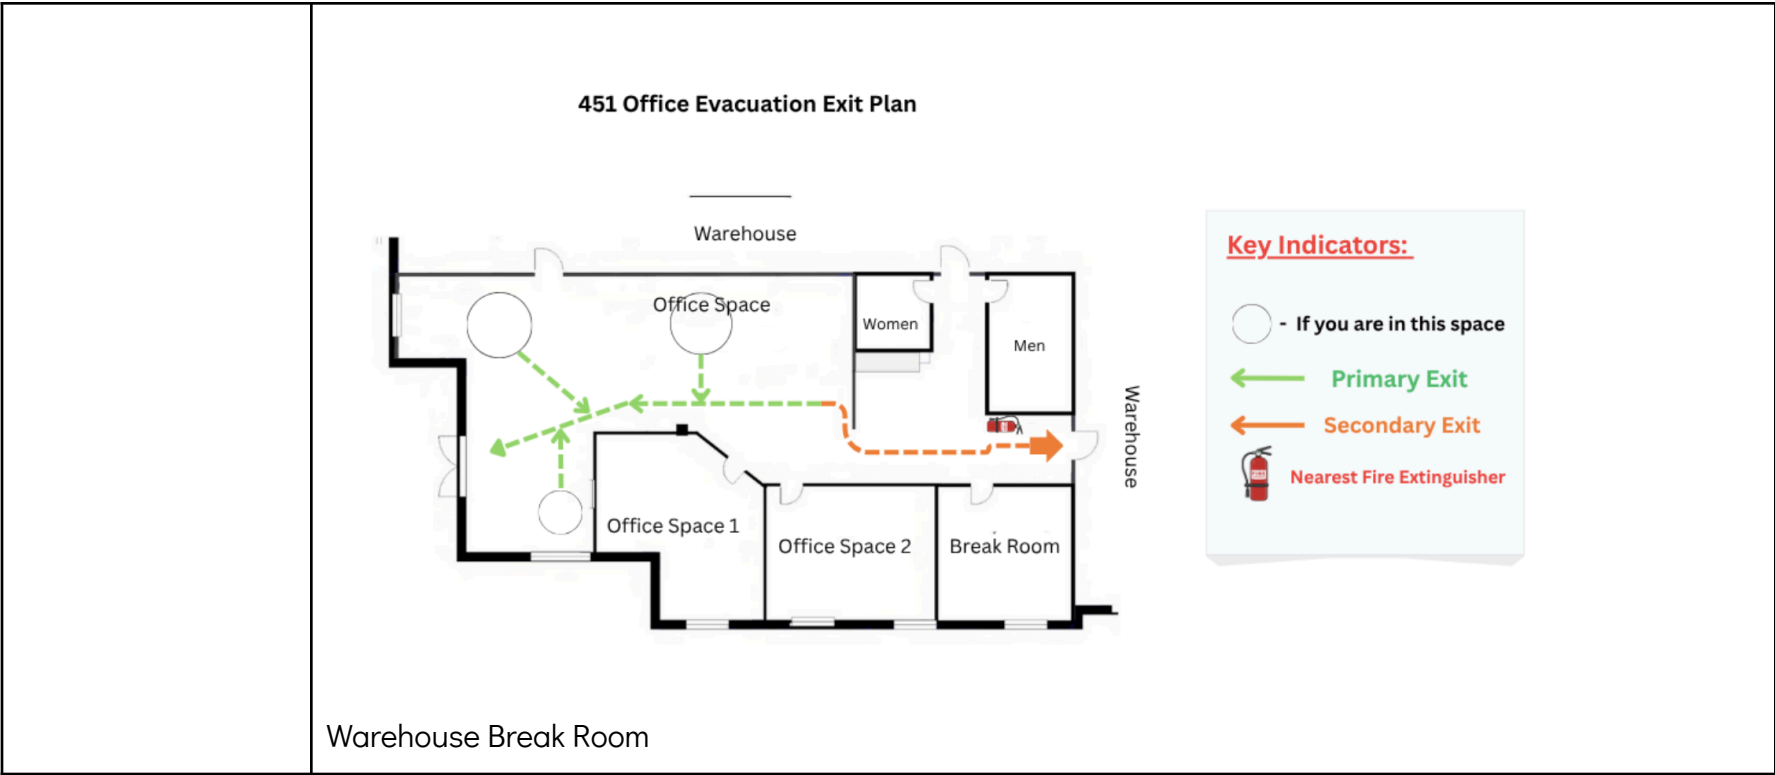 451 Office Evacuation Exit Plan
Warehouse
Office Space
Women
Men
Warehouse
Office Space 1
Office Space 2
Break Room
Key Indicators:
- If you are in this space
Primary Exit
Secondary Exit
Nearest Fire Extinguisher
Warehouse Break Room